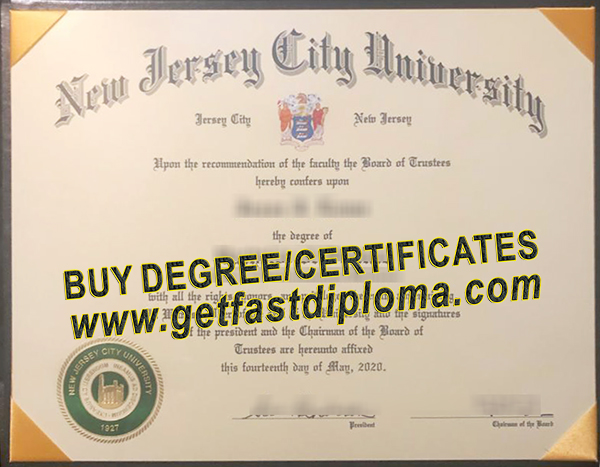 New Jersey City University
Jersey City New Jersey
Upon the recommendation of the faculty the Board of Trustees
hereby confers upon
the degree of
BUY DEGREE/CERTIFICATES
with all the rights
www.getfastdiploma.com
and the signatures
of the president and the Chairman of the Board of
Trustees are hereunto affixed
this fourteenth day of May, 2020.
NEW JERSEY CITY UNIVERSITY
1927
President
Chairman of the Board